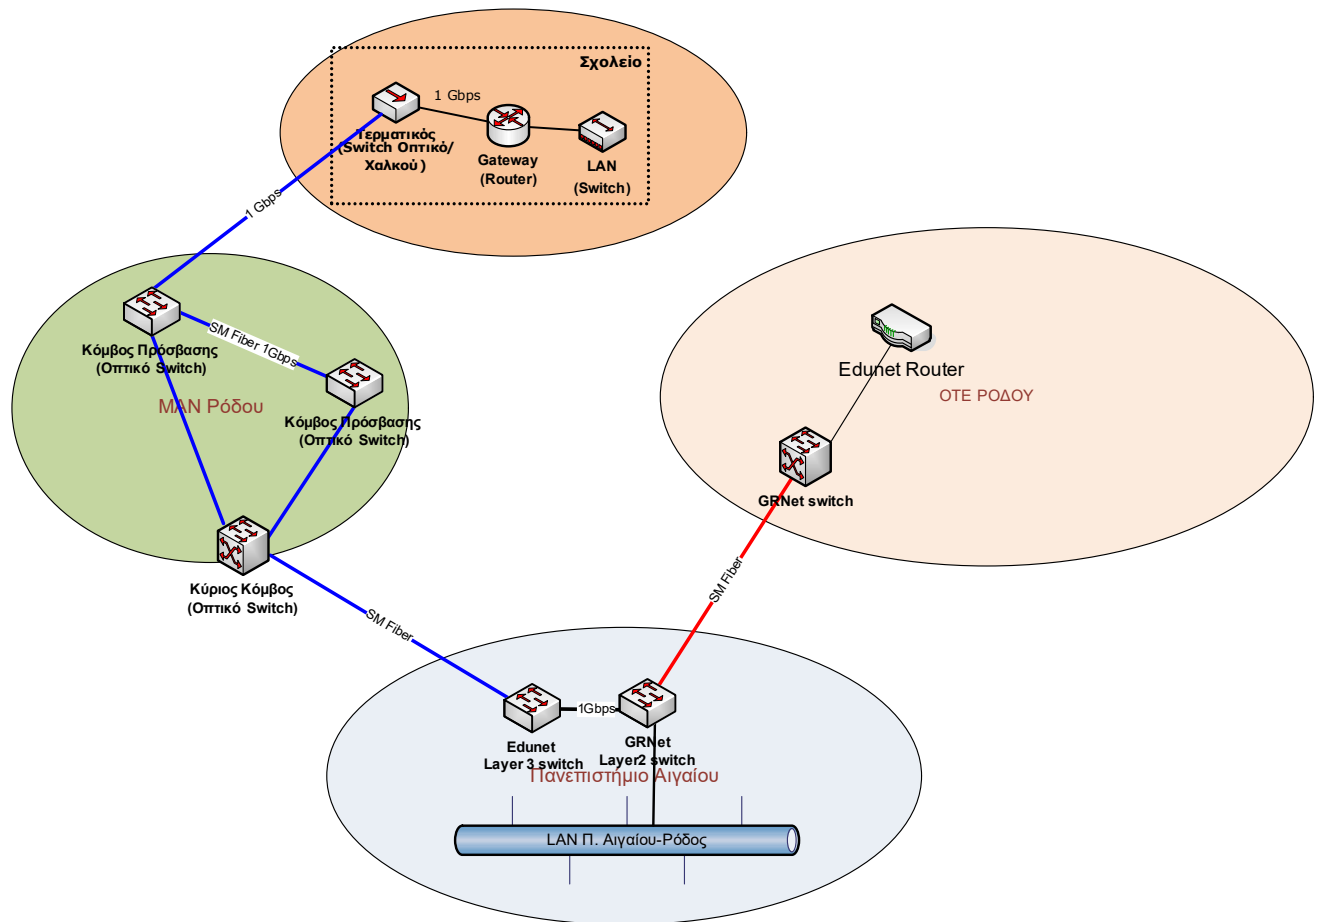 Σχολείο
1 Gbps
Τερματικός
(Switch Οπτικό/
Χαλκού )
Gateway
(Router)
LAN
(Switch)
1 Gbps
SM Fiber 1Gbps
Κόμβος Πρόσβασης
(Οπτικό Switch)
MAN Ρόδου
Κόμβος Πρόσβασης
(Οπτικό Switch)
Edunet Router
ΟΤΕ ΡΟΔΟΥ
GRNet switch
Κύριος Κόμβος
(Οπτικό Switch)
SM Fiber
SM Fiber
1Gbps
Edunet
Layer 3 switch
GRNet
Layer2 switch
Πανεπιστήμιο Αιγαίου
LAN Π. Αιγαίου-Ρόδος